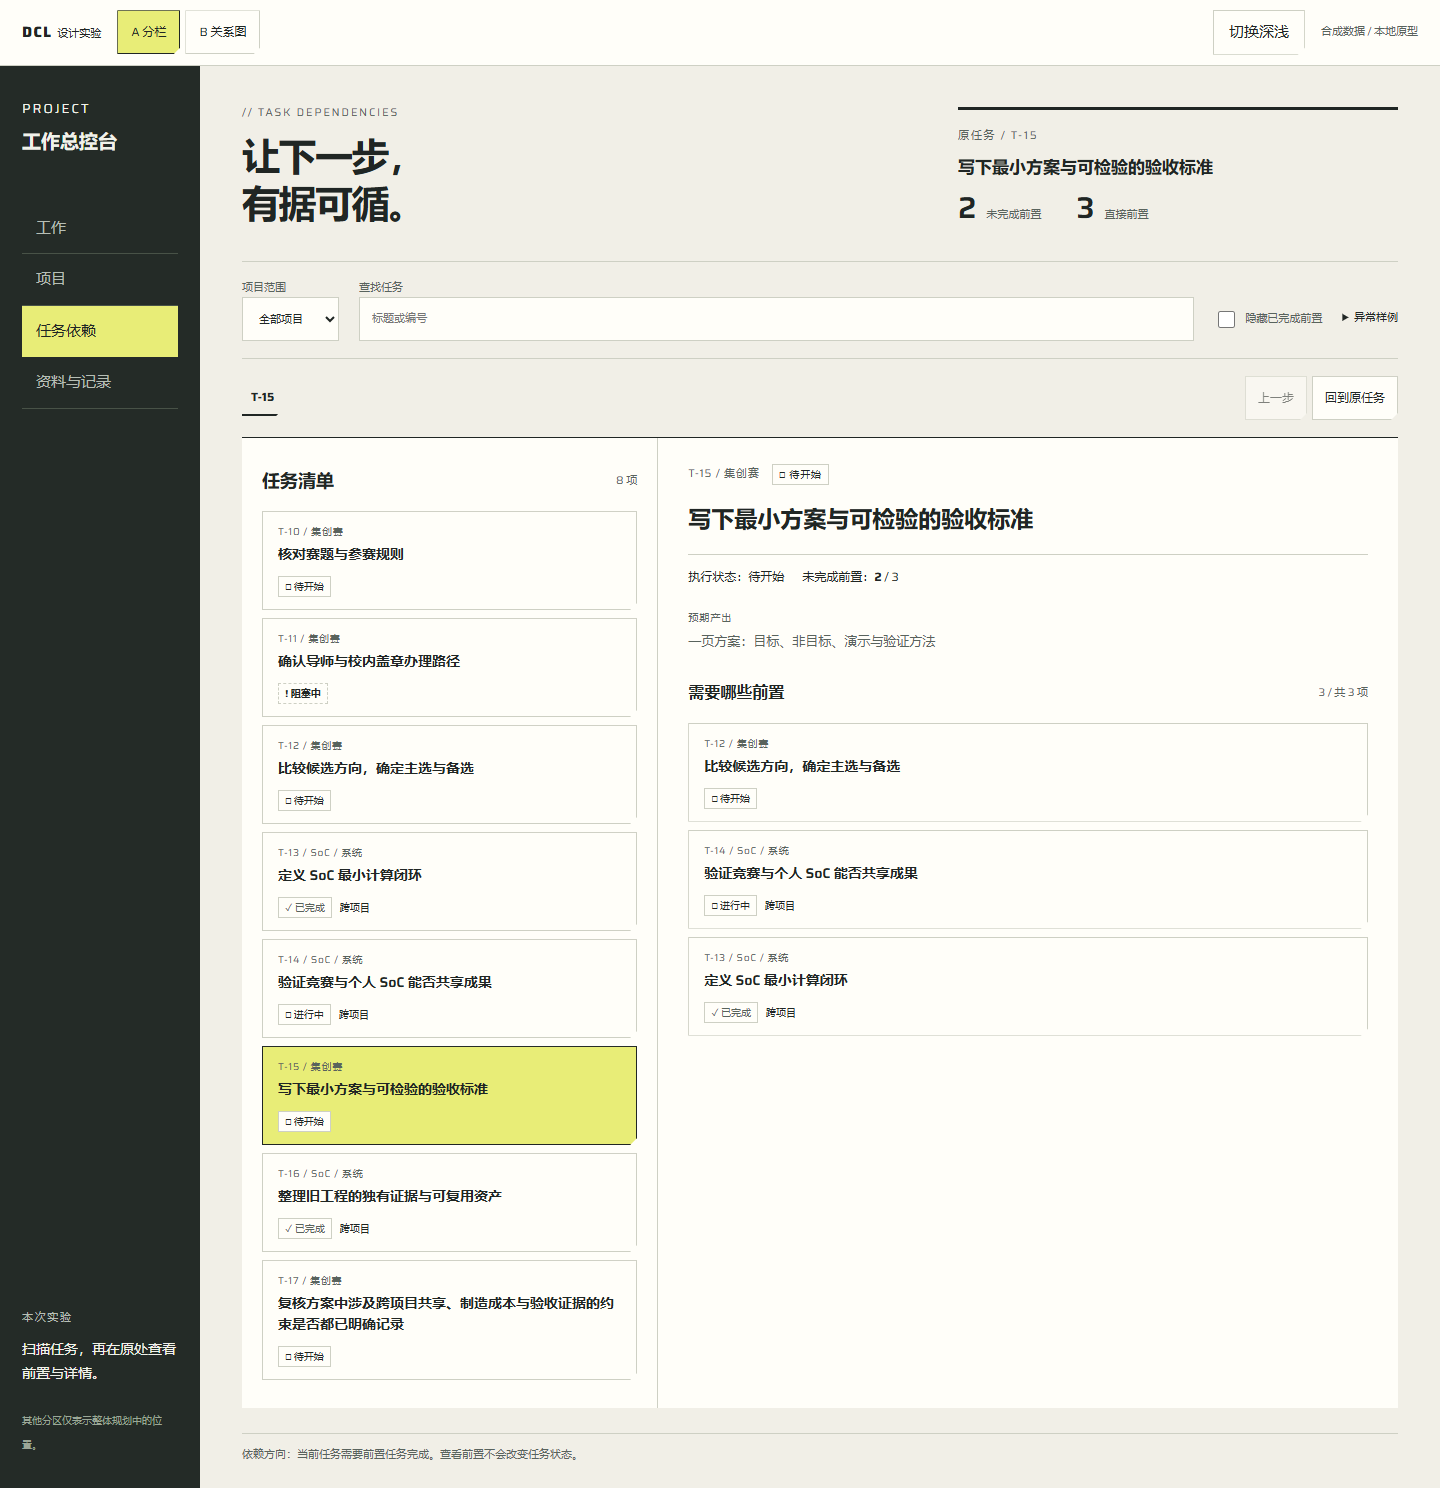 DCL 设计实验
A 分栏
B 关系图
切换深浅
合成数据 / 本地原型
PROJECT
工作总控台
工作
项目
任务依赖
资料与记录
本次实验
扫描任务，再在原处查看
前置与详情。
其他分区仅表示整体规划中的位
置。
// TASK DEPENDENCIES
让下一步，
有据可循。
原任务 / T-15
写下最小方案与可检验的验收标准
2 未完成前置 3 直接前置
项目范围
全部项目
查找任务
标题或编号
隐藏已完成前置
▶ 异常样例
T-15
上一步
回到原任务
任务清单
8 项
T-10 / 集创赛
核对赛题与参赛规则
□ 待开始
T-11 / 集创赛
确认导师与校内盖章办理路径
! 阻塞中
T-12 / 集创赛
比较候选方向，确定主选与备选
□ 待开始
T-13 / SoC / 系统
定义 SoC 最小计算闭环
✓ 已完成 跨项目
T-14 / SoC / 系统
验证竞赛与个人 SoC 能否共享成果
□ 进行中 跨项目
T-15 / 集创赛
写下最小方案与可检验的验收标准
□ 待开始
T-16 / SoC / 系统
整理旧工程的独有证据与可复用资产
✓ 已完成 跨项目
T-17 / 集创赛
复核方案中涉及跨项目共享、制造成本与验收证据的约
束是否都已明确记录
□ 待开始
T-15 / 集创赛 □ 待开始
写下最小方案与可检验的验收标准
执行状态：待开始 未完成前置：2 / 3
预期产出
一页方案：目标、非目标、演示与验证方法
需要哪些前置
3 / 共 3 项
T-12 / 集创赛
比较候选方向，确定主选与备选
□ 待开始
T-14 / SoC / 系统
验证竞赛与个人 SoC 能否共享成果
□ 进行中 跨项目
T-13 / SoC / 系统
定义 SoC 最小计算闭环
✓ 已完成 跨项目
依赖方向：当前任务需要前置任务完成。查看前置不会改变任务状态。